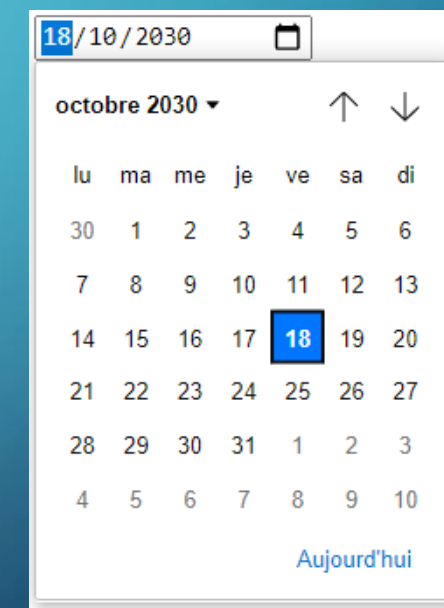 18/10/2030
octobre 2030
lu ma me je ve sa di
30 1 2 3 4 5 6
7 8 9 10 11 12 13
14 15 16 17 18 19 20
21 22 23 24 25 26 27
28 29 30 31 1 2 3
4 5 6 7 8 9 10
Aujourd'hui